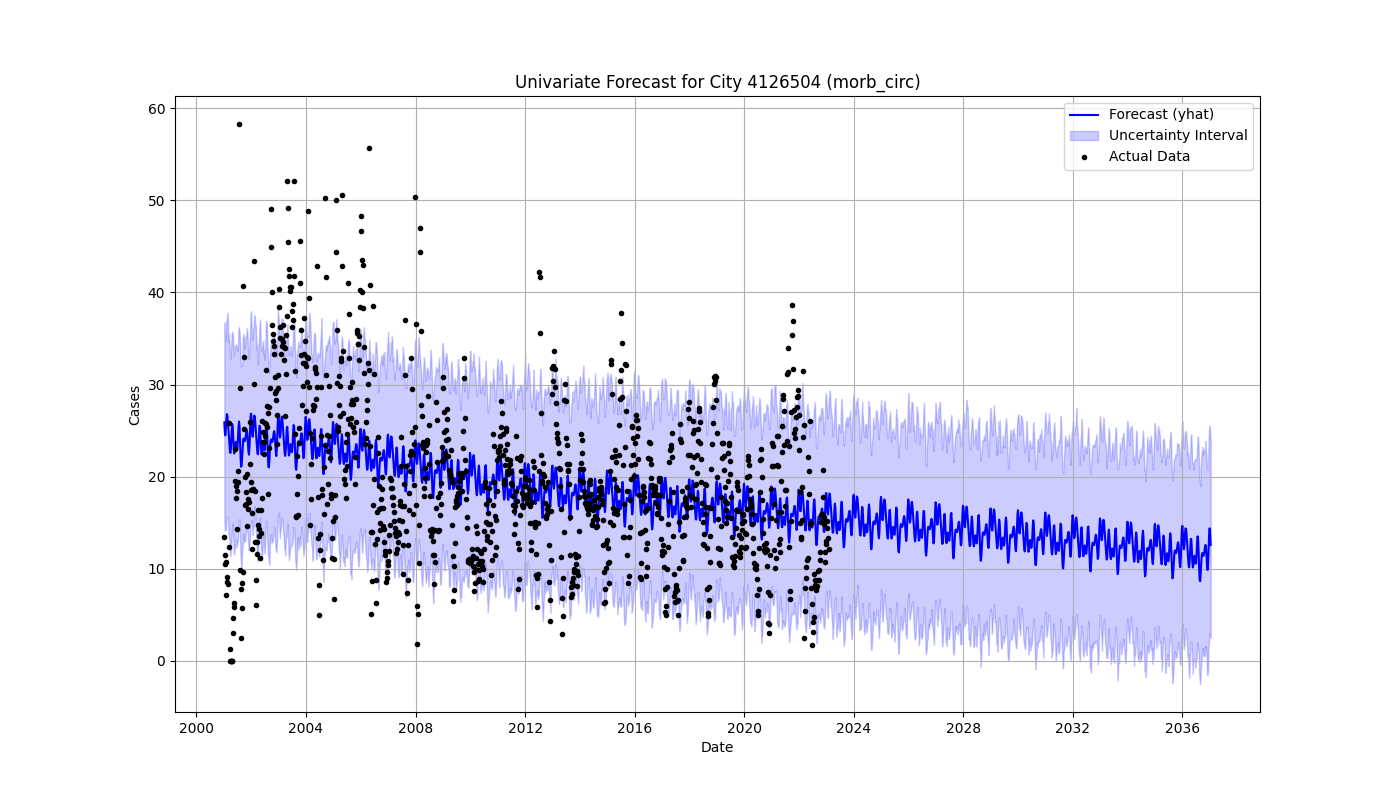 Univariate Forecast for City 4126504 (morb_circ)
Forecast (yhat)
Uncertainty Interval
Actual Data
60
50
40
30
20
10
0
Cases
2000 2004 2008 2012 2016 2020 2024 2028 2032 2036
Date